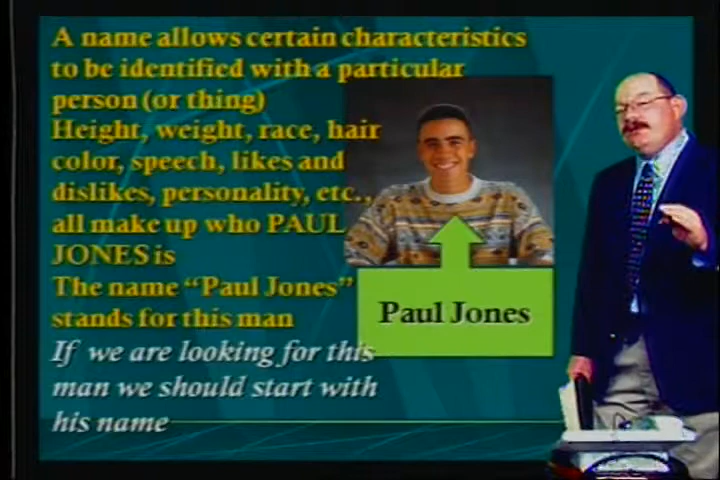 A name allows certain characteristics
to be identified with a particular
person (or thing)
Height, weight, race, hair
color, speech, likes and
dislikes, personality, etc.,
all make up who PAUL
JONES is
The name “Paul Jones”
stands for this man
If we are looking for this
man we should start with
his name
Paul Jones